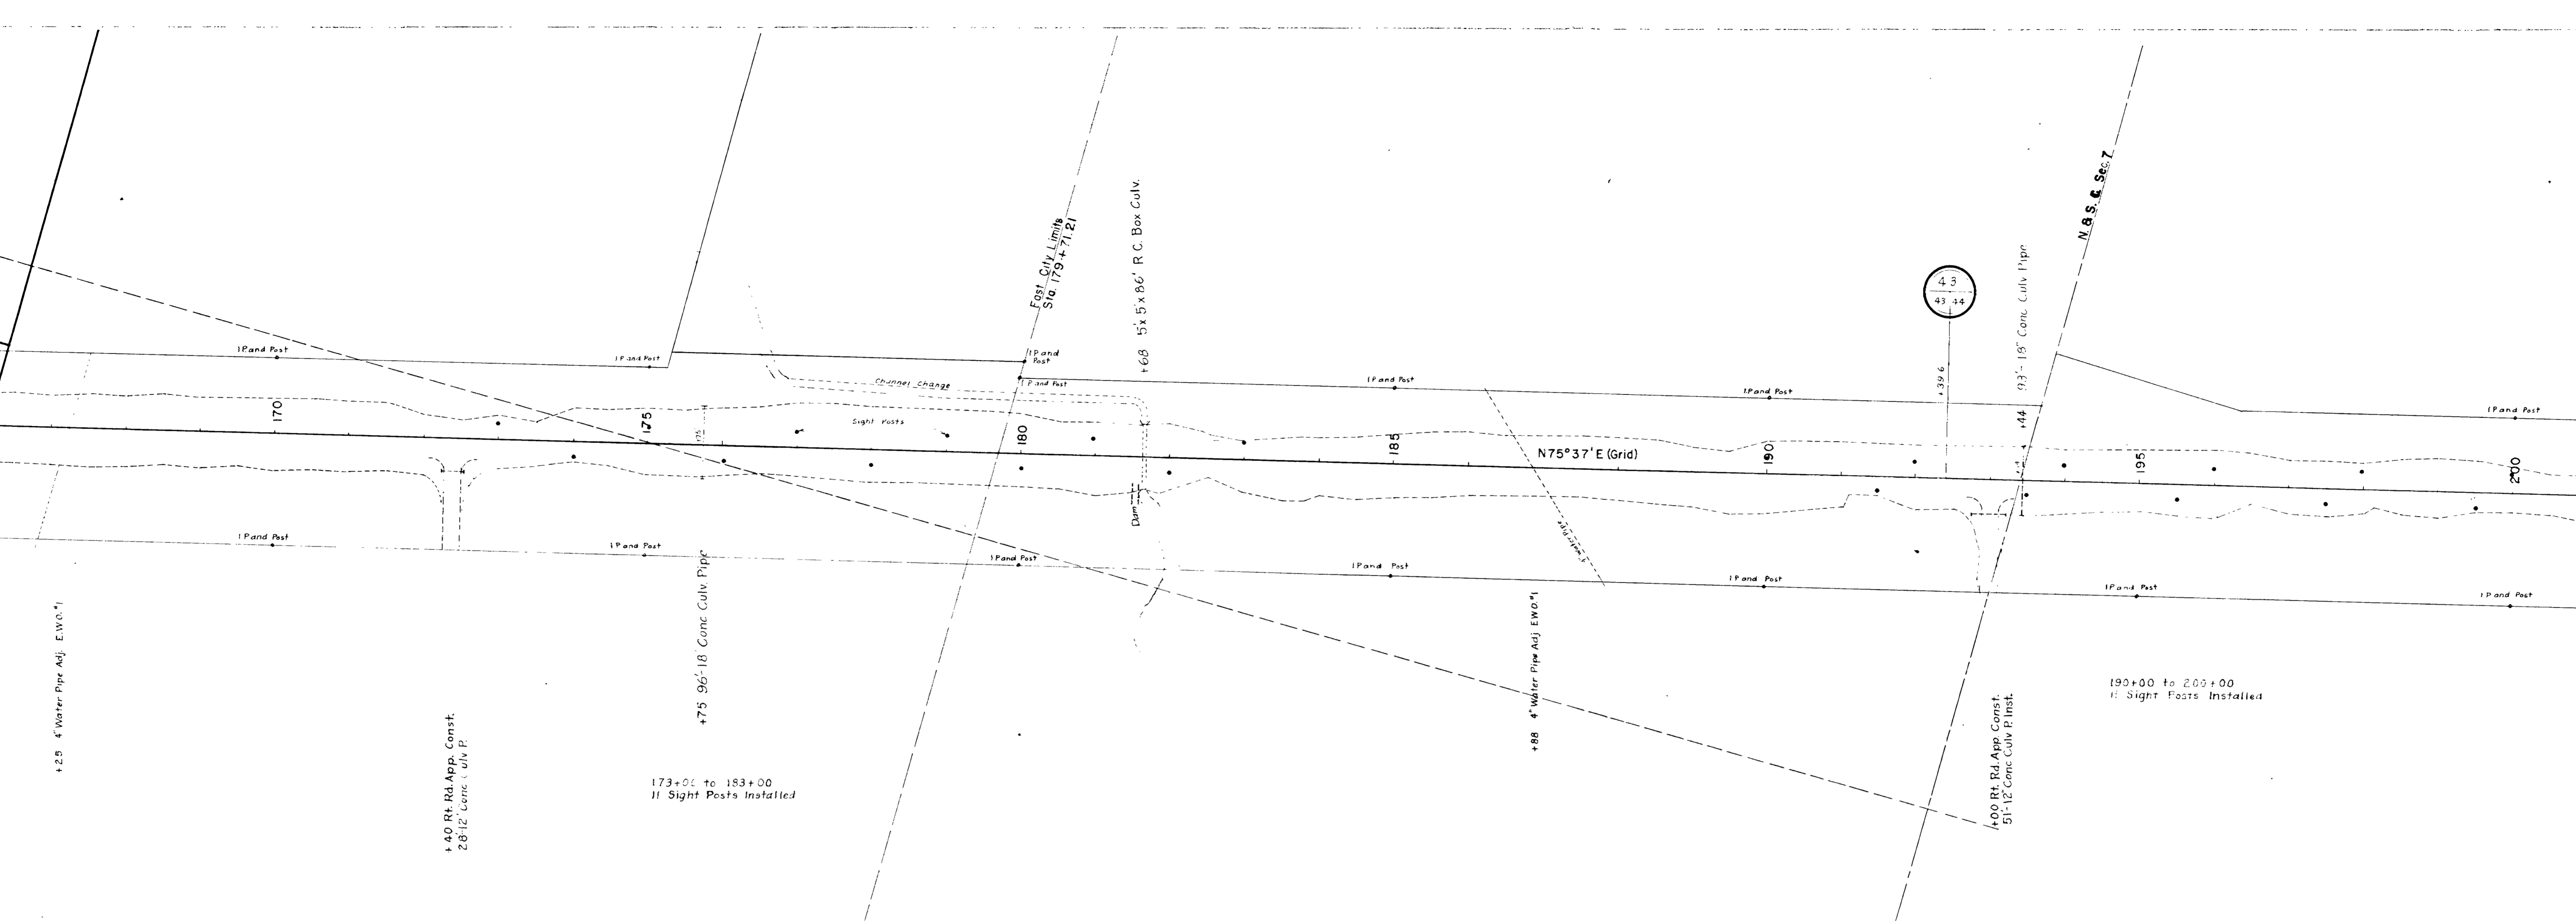 I.P. and Post
I.P. and Post
I.P. and
Post
I.P. and Post
I.P. and Post
I.P. and Post
I.P. and Post
Channel Change
Sight Posts
East City Limits
Sta. 179+71.21
+68 5'x 5'x 86' R.C. Box Culv.
43
43 44
+39.6
+44 93'-18" Conc. Culv. Pipe
N. & S. ℄ Sec. 7
170
175
180
185
190
195
200
N75°37'E (Grid)
Dam
4" Water Pipe
I.P. and Post
I.P. and Post
I.P. and Post
I.P. and Post
I.P. and Post
I.P. and Post
I.P. and Post
+25 4" Water Pipe Adj. E.W.O. #1
+40 Rt. Rd. App. Const.
28'-12" Conc Culv P.
+75 96'-18" Conc Culv. Pipe
173+00 to 183+00
11 Sight Posts Installed
+88 4" Water Pipe Adj E.W.O. #1
+00 Rt. Rd. App. Const.
51'-12" Conc Culv P. Inst.
190+00 to 200+00
11 Sight Posts Installed